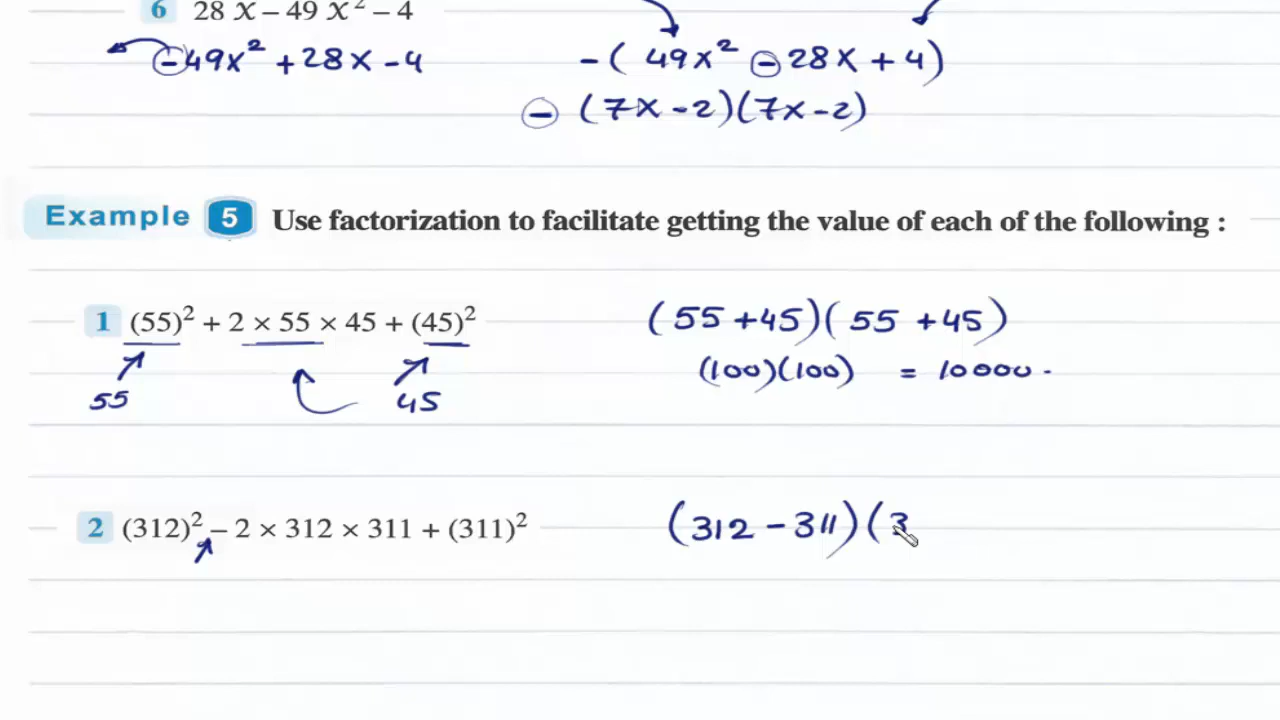 6 28 x – 49 x² – 4
-49x² + 28x - 4 -( 49x² - 28x + 4)
- (7x - 2)(7x - 2)
Example 5 Use factorization to facilitate getting the value of each of the following :
1 (55)² + 2 × 55 × 45 + (45)² (55 + 45)(55 + 45)
(100)(100) = 10000.
55 45
2 (312)² – 2 × 312 × 311 + (311)² (312 - 311)(3